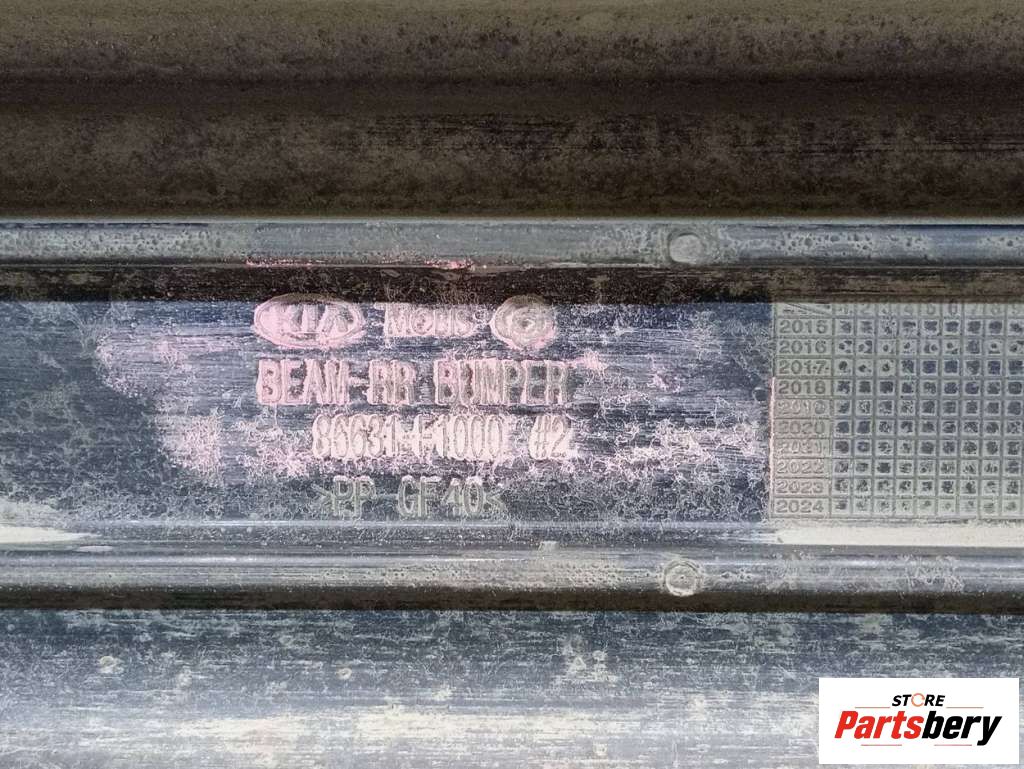 KIA MOBIS
BEAM-RR BUMPER
86631-F1000 #2
>PP-GF40<
2015
2016
2017
2018
2019
2020
2021
2022
2023
2024
STORE
Partsbery